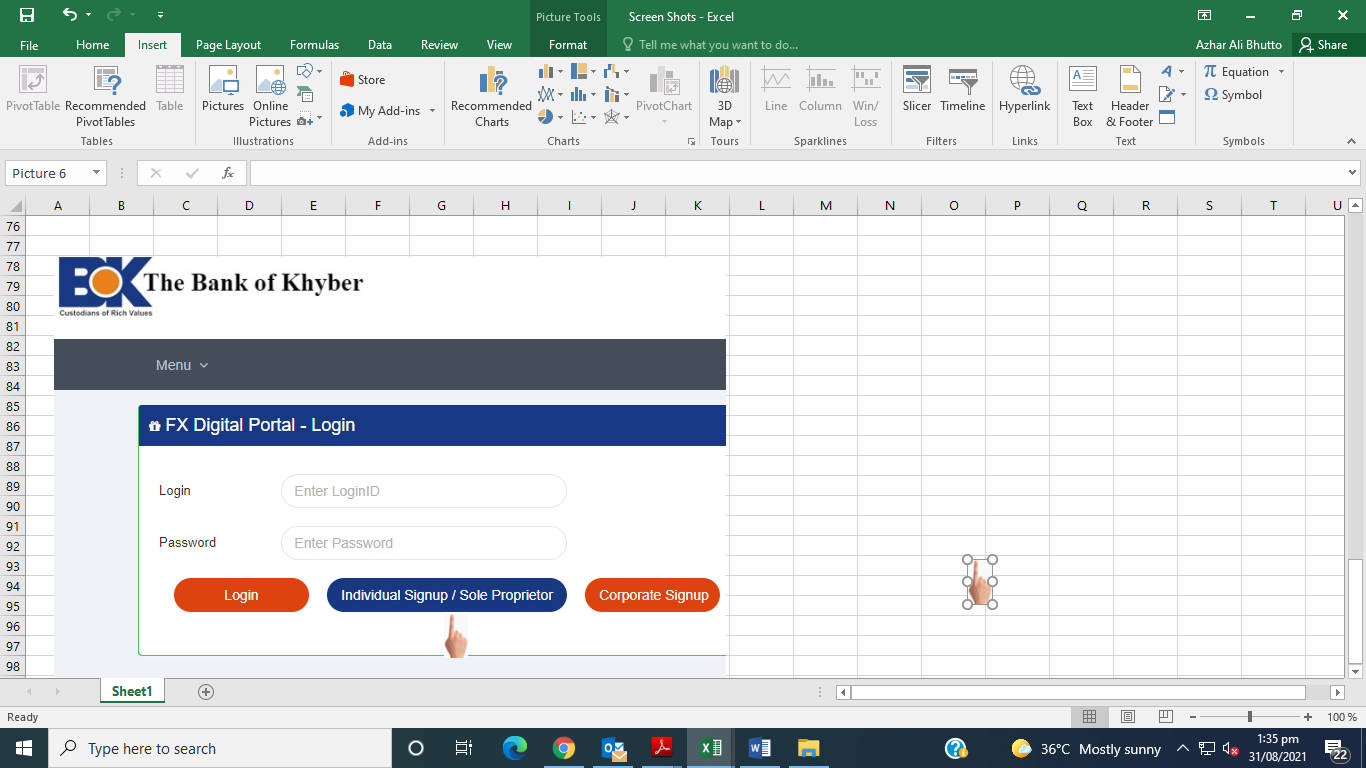 Picture Tools
Screen Shots - Excel
File Home Insert Page Layout Formulas Data Review View Format Tell me what you want to do... Azhar Ali Bhutto Share
PivotTable Recommended PivotTables Table
Tables
Pictures Online Pictures
Illustrations
Store
My Add-ins
Add-ins
Recommended Charts
PivotChart
Charts
3D Map
Tours
Line Column Win/ Loss
Sparklines
Slicer Timeline
Filters
Hyperlink
Links
Text Box Header & Footer
Text
π Equation
Ω Symbol
Symbols
Picture 6 fx
A B C D E F G H I J K L M N O P Q R S T U
76
77
78
79
80
81
82
83
84
85
86
87
88
89
90
91
92
93
94
95
96
97
98
BOK The Bank of Khyber
Custodians of Rich Values
Menu
FX Digital Portal - Login
Login Enter LoginID
Password Enter Password
Login Individual Signup / Sole Proprietor Corporate Signup
Sheet1
Ready 100 %
Type here to search
36°C Mostly sunny
1:35 pm
31/08/2021
22